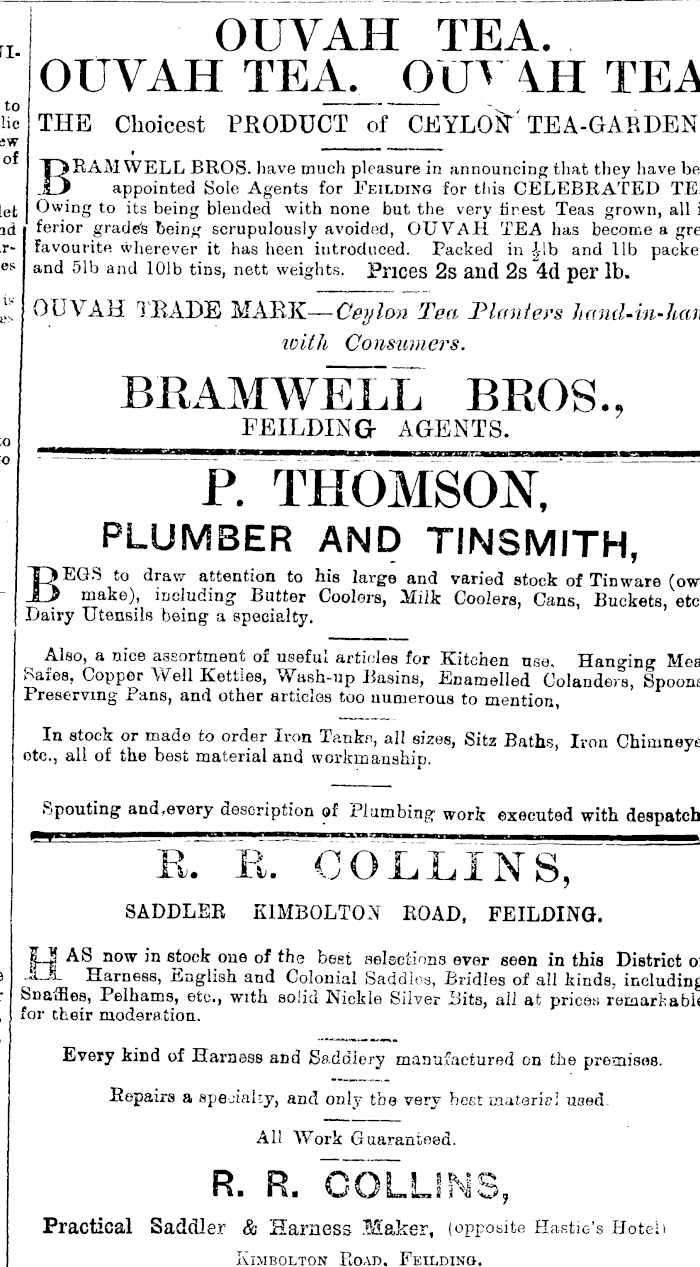 OUVAH TEA.
OUVAH TEA. OUVAH TEA
THE Choicest PRODUCT of CEYLON TEA-GARDEN
BRAMWELL BROS. have much pleasure in announcing that they have be
appointed Sole Agents for FEILDING for this CELEBRATED TE
Owing to its being blended with none but the very finest Teas grown, all i
ferior grades being scrupulously avoided, OUVAH TEA has become a gre
favourite wherever it has been introduced. Packed in ½lb and 1lb packe
and 5lb and 10lb tins, nett weights. Prices 2s and 2s 4d per lb.
OUVAH TRADE MARK—Ceylon Tea Planters hand-in-han
with Consumers.
BRAMWELL BROS.,
FEILDING AGENTS.
P. THOMSON,
PLUMBER AND TINSMITH,
BEGS to draw attention to his large and varied stock of Tinware (ow
make), including Butter Coolers, Milk Coolers, Cans, Buckets, etc
Dairy Utensils being a specialty.
Also, a nice assortment of useful articles for Kitchen use. Hanging Mea
Safes, Copper Well Kettles, Wash-up Basins, Enamelled Colanders, Spoons
Preserving Pans, and other articles too numerous to mention,
In stock or made to order Iron Tanks, all sizes, Sitz Baths, Iron Chimneys
etc., all of the best material and workmanship.
Spouting and every description of Plumbing work executed with despatch
R. R. COLLINS,
SADDLER KIMBOLTON ROAD, FEILDING.
HAS now in stock one of the best selections ever seen in this District o
Harness, English and Colonial Saddles, Bridles of all kinds, including
Snaffles, Pelhams, etc., with solid Nickle Silver Bits, all at prices remarkable
for their moderation.
Every kind of Harness and Saddlery manufactured on the premises.
Repairs a specialty, and only the very best material used.
All Work Guaranteed.
R. R. COLLINS,
Practical Saddler & Harness Maker, (opposite Hastie's Hotel)
KIMBOLTON ROAD, FEILDING.